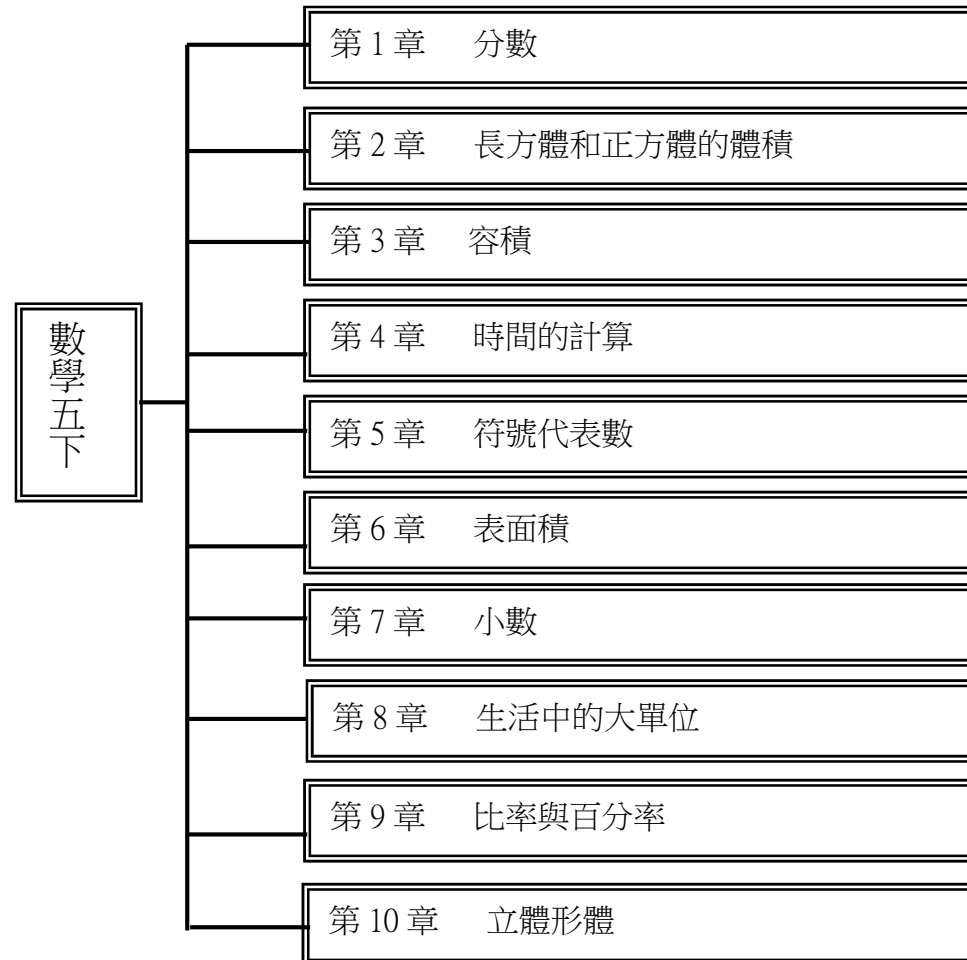 數學五下
第1章 分數
第2章 長方體和正方體的體積
第3章 容積
第4章 時間的計算
第5章 符號代表數
第6章 表面積
第7章 小數
第8章 生活中的大單位
第9章 比率與百分率
第10章 立體形體